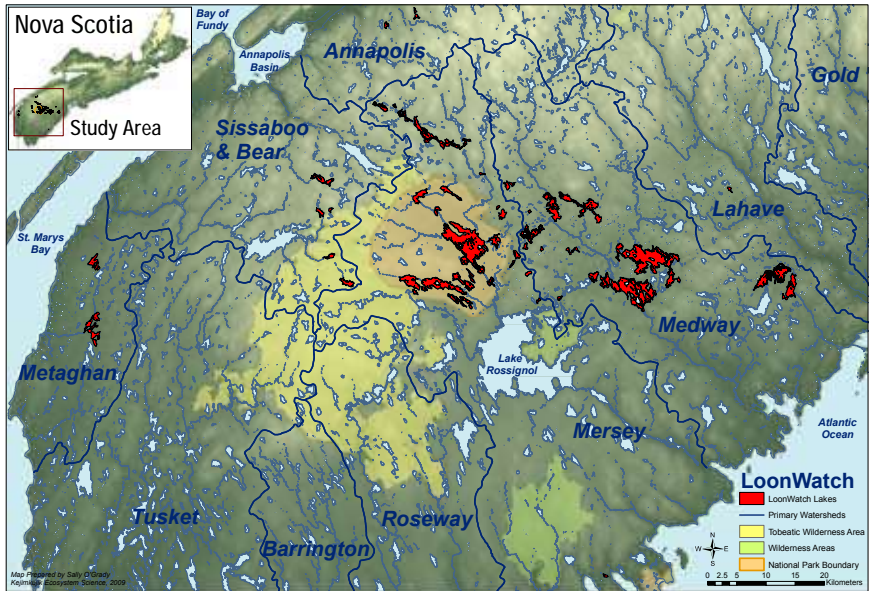 Nova Scotia
Study Area
Bay of
Fundy
Annapolis
Basin
Annapolis
Gold
Sissaboo
& Bear
St. Marys
Bay
Lahave
Medway
Metaghan
Lake
Rossignol
Mersey
Atlantic
Ocean
Tusket
Barrington
Roseway
LoonWatch
LoonWatch Lakes
Primary Watersheds
Tobeatic Wilderness Area
Wilderness Areas
National Park Boundary
N
W E
S
0 2.5 5 10 15 20
Kilometers
Map Prepared by Sally O'Grady
Kejimkujik Ecosystem Science, 2009